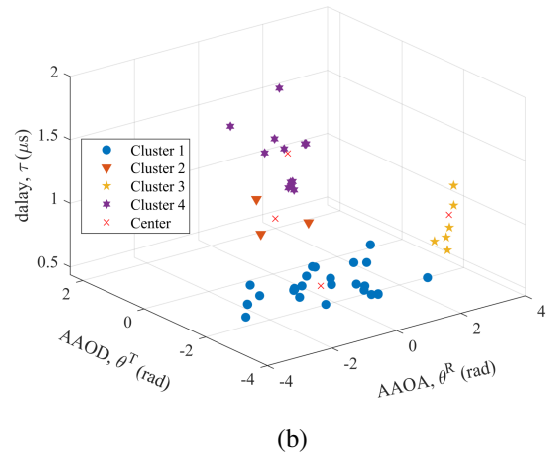 2
1.5
1
0.5
dalay, τ (μs)
Cluster 1
Cluster 2
Cluster 3
Cluster 4
Center
2
0
-2
-4
AAOD, θ^T (rad)
-4
-2
0
2
4
AAOA, θ^R (rad)
(b)